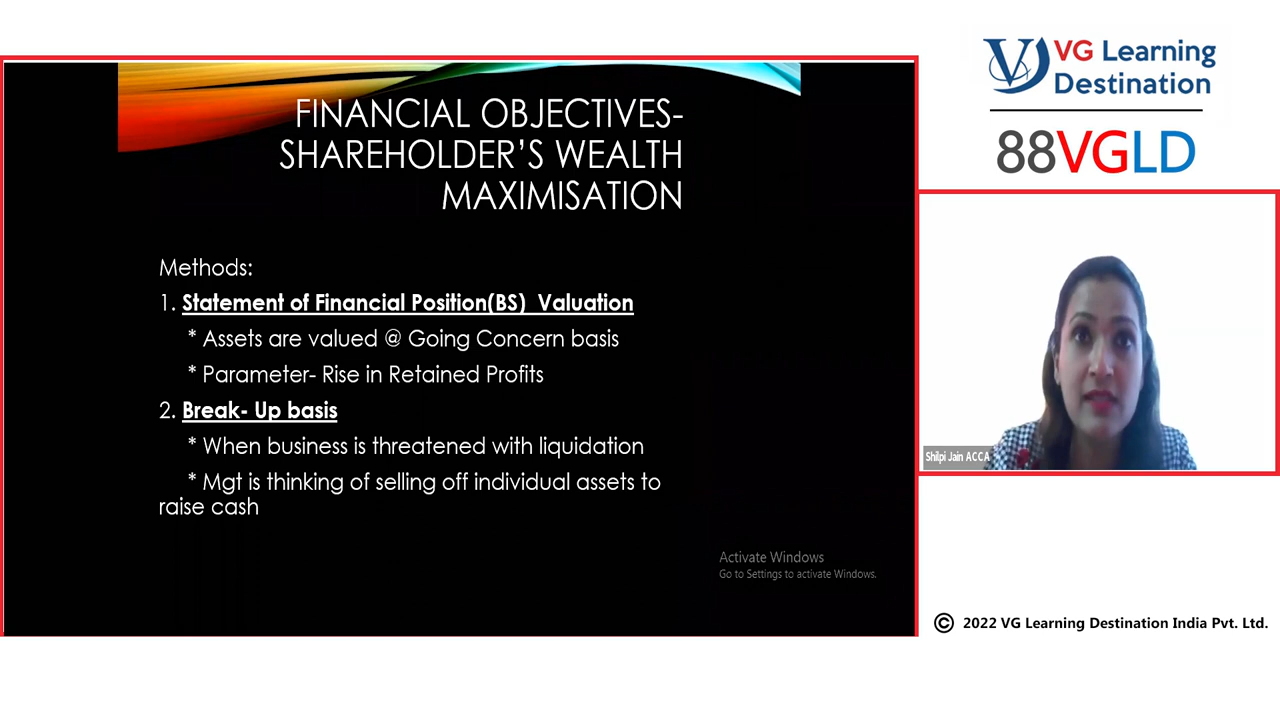 FINANCIAL OBJECTIVES-
SHAREHOLDER’S WEALTH
MAXIMISATION
Methods:
1. Statement of Financial Position(BS) Valuation
* Assets are valued @ Going Concern basis
* Parameter- Rise in Retained Profits
2. Break- Up basis
* When business is threatened with liquidation
* Mgt is thinking of selling off individual assets to
raise cash
Activate Windows
Go to Settings to activate Windows.
VG Learning
Destination
88VGLD
Shilpi Jain ACCA
© 2022 VG Learning Destination India Pvt. Ltd.